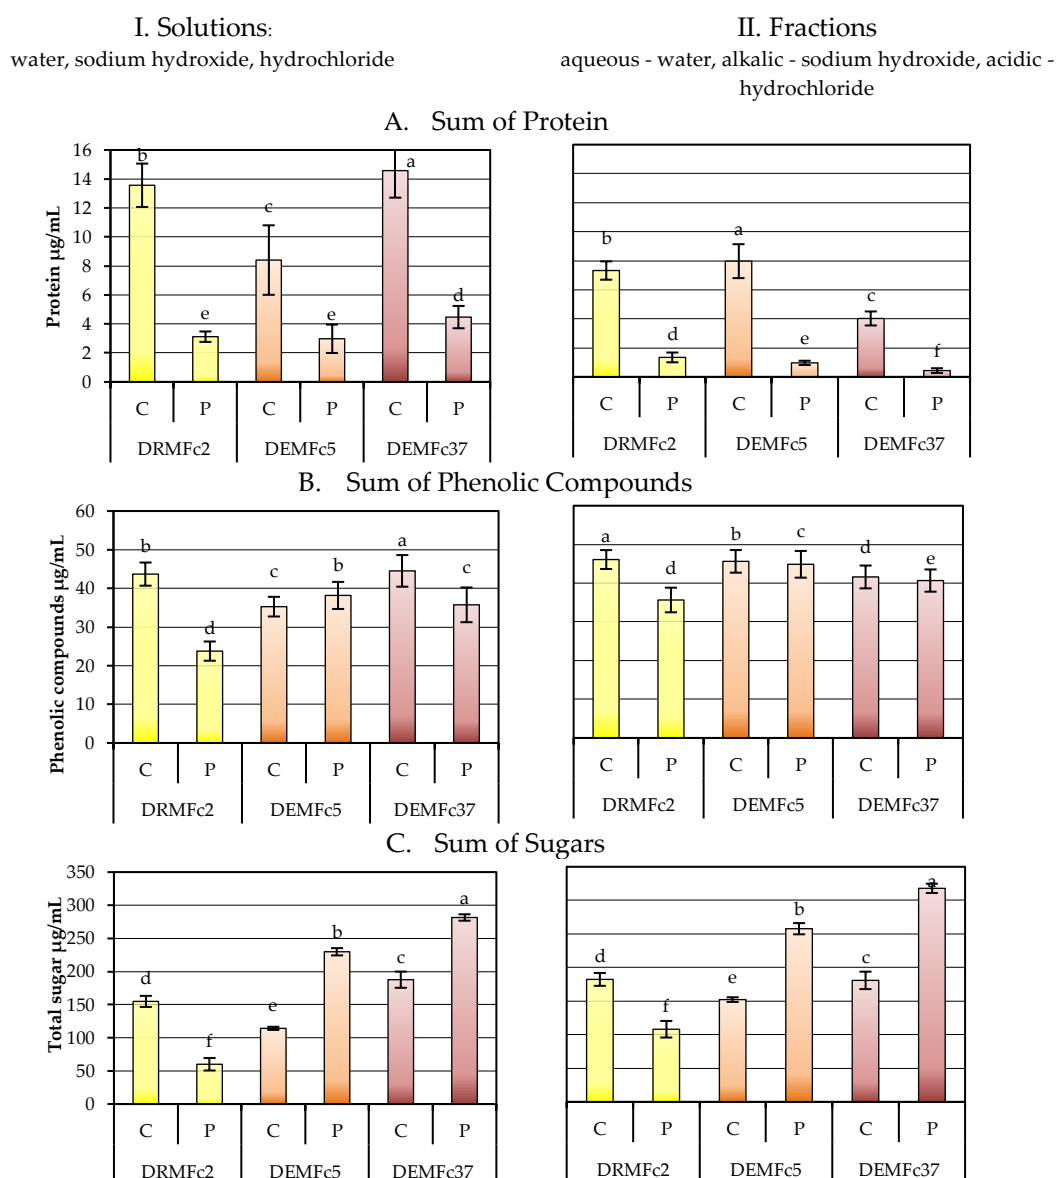 I. Solutions:
water, sodium hydroxide, hydrochloride
II. Fractions
aqueous - water, alkalic - sodium hydroxide, acidic -
hydrochloride
A. Sum of Protein
Protein µg/mL
16
14
12
10
8
6
4
2
0
b e c e a d
C P C P C P
DRMFc2 DEMFc5 DEMFc37
b d a e c f
C P C P C P
DRMFc2 DEMFc5 DEMFc37
B. Sum of Phenolic Compounds
Phenolic compounds µg/mL
60
50
40
30
20
10
0
b d c b a c
C P C P C P
DRMFc2 DEMFc5 DEMFc37
a d b c d e
C P C P C P
DRMFc2 DEMFc5 DEMFc37
C. Sum of Sugars
Total sugar µg/mL
350
300
250
200
150
100
50
0
d f e b c a
C P C P C P
DRMFc2 DEMFc5 DEMFc37
d f e b c a
C P C P C P
DRMFc2 DEMFc5 DEMFc37